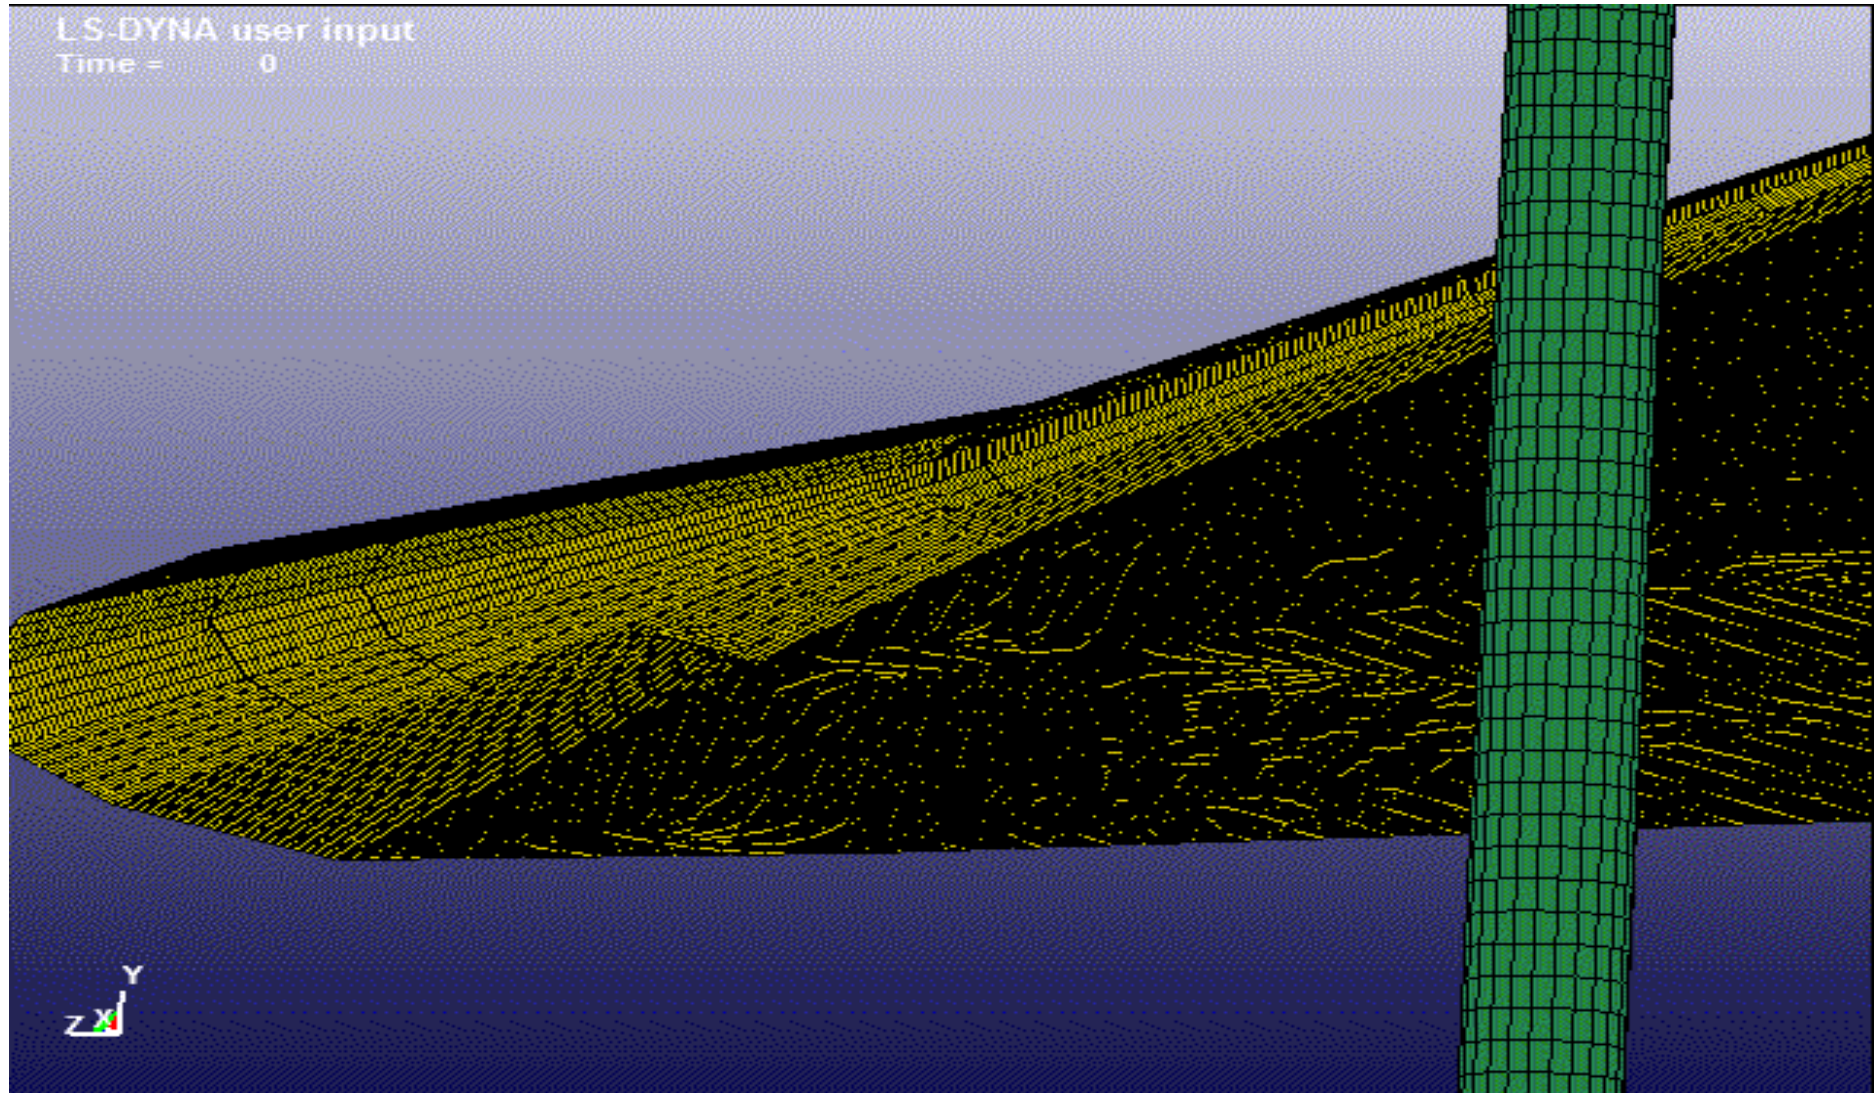 LS-DYNA user input
Time = 0
Y
Z X